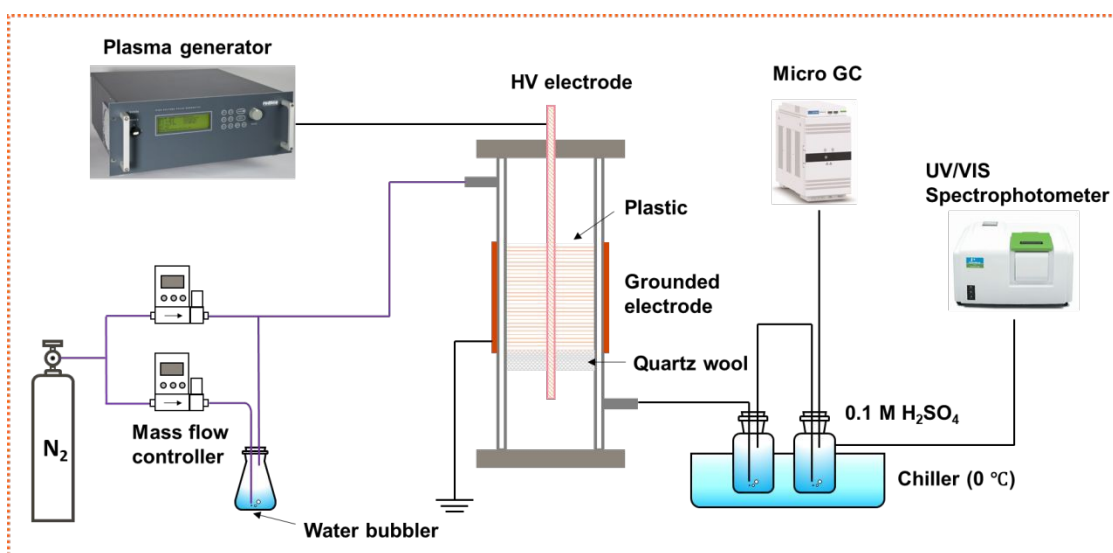 Plasma generator
HV electrode
Micro GC
UV/VIS
Spectrophotometer
Plastic
Grounded
electrode
Quartz wool
N₂
Mass flow
controller
Water bubbler
0.1 M H₂SO₄
Chiller (0 ℃)